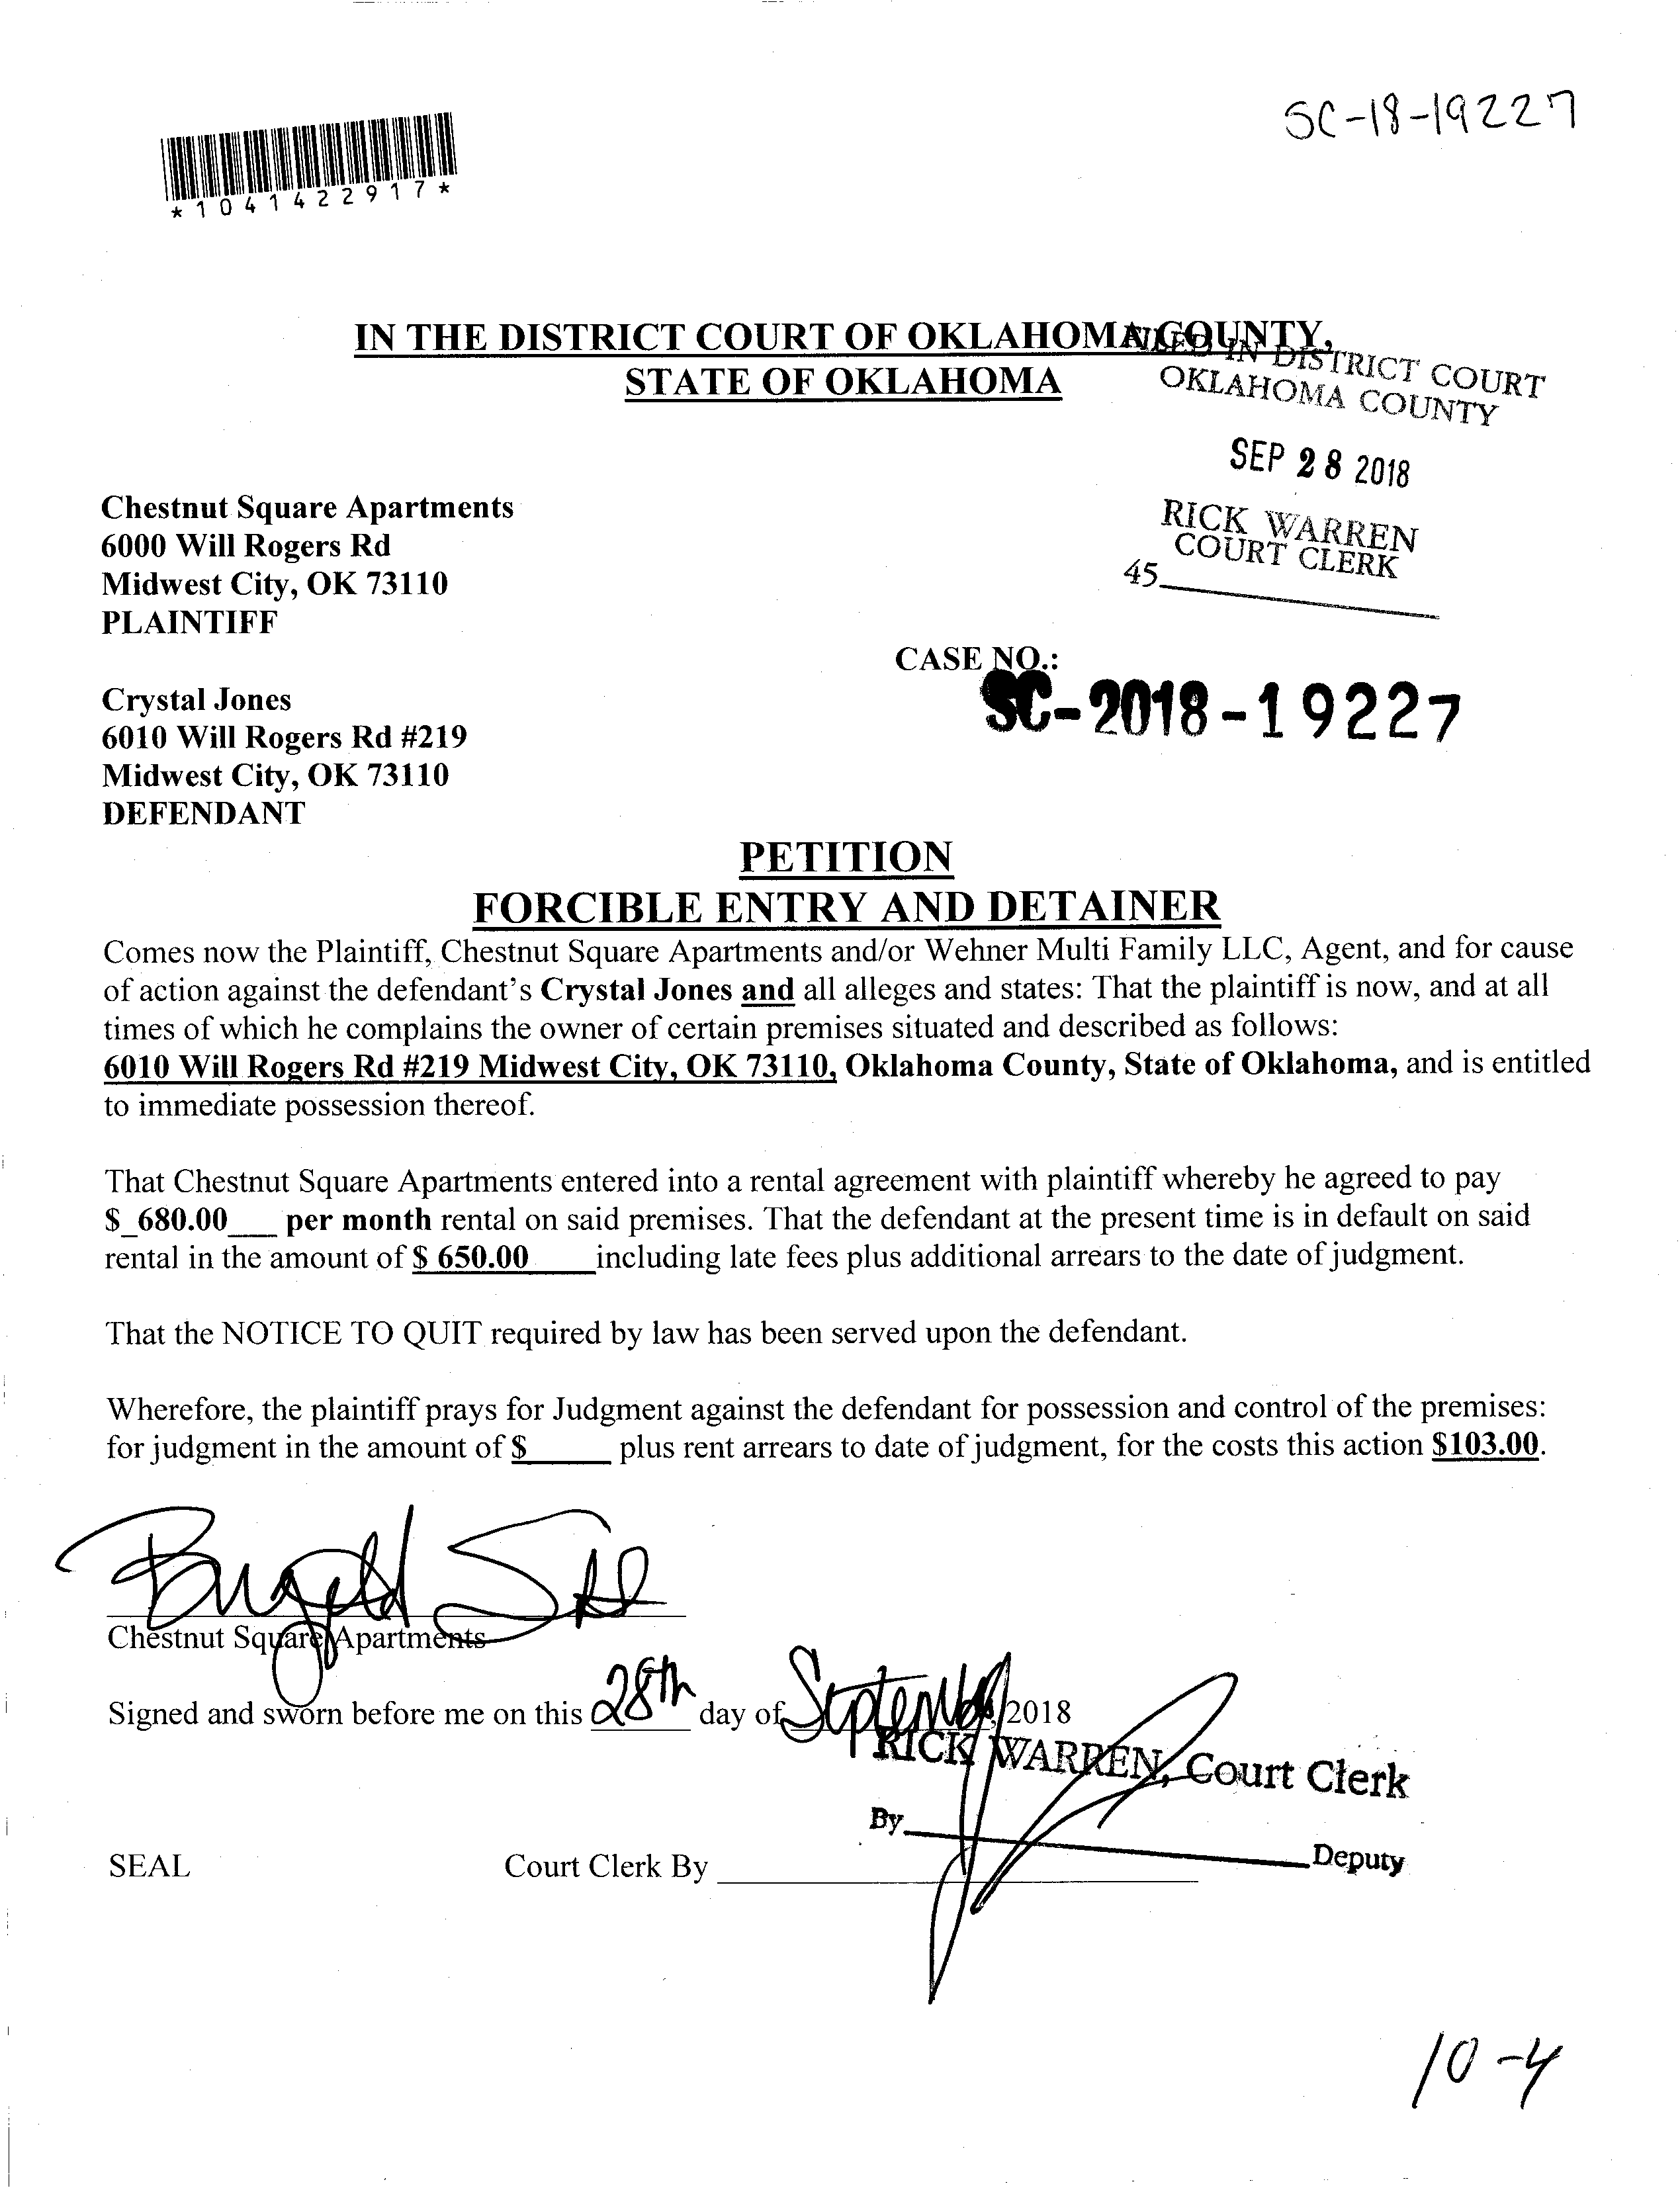 SC-18-19227
*1041422917*
IN THE DISTRICT COURT OF OKLAHOMA COUNTY,
STATE OF OKLAHOMA
FILED IN DISTRICT COURT
OKLAHOMA COUNTY
SEP 28 2018
RICK WARREN
COURT CLERK
45
Chestnut Square Apartments
6000 Will Rogers Rd
Midwest City, OK 73110
PLAINTIFF
CASE NO.:
SC-2018-19227
Crystal Jones
6010 Will Rogers Rd #219
Midwest City, OK 73110
DEFENDANT
PETITION
FORCIBLE ENTRY AND DETAINER
Comes now the Plaintiff, Chestnut Square Apartments and/or Wehner Multi Family LLC, Agent, and for cause
of action against the defendant's Crystal Jones and all alleges and states: That the plaintiff is now, and at all
times of which he complains the owner of certain premises situated and described as follows:
6010 Will Rogers Rd #219 Midwest City, OK 73110, Oklahoma County, State of Oklahoma, and is entitled
to immediate possession thereof.
That Chestnut Square Apartments entered into a rental agreement with plaintiff whereby he agreed to pay
$_680.00___ per month rental on said premises. That the defendant at the present time is in default on said
rental in the amount of $ 650.00____including late fees plus additional arrears to the date of judgment.
That the NOTICE TO QUIT required by law has been served upon the defendant.
Wherefore, the plaintiff prays for Judgment against the defendant for possession and control of the premises:
for judgment in the amount of $_____ plus rent arrears to date of judgment, for the costs this action $103.00.
Chestnut Square Apartments
Signed and sworn before me on this 28th day of September, 2018
RICK WARREN, Court Clerk
By
Deputy
SEAL
Court Clerk By
10-4